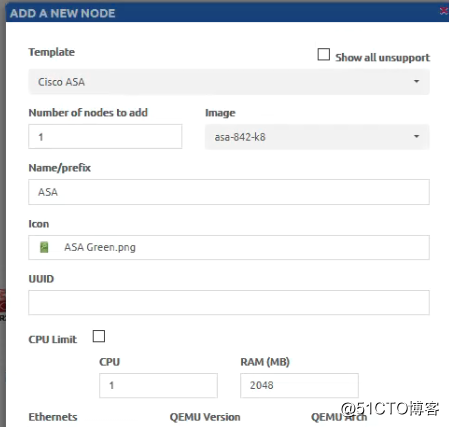 ADD A NEW NODE
Template
Show all unsupport
Cisco ASA
Number of nodes to add Image
1 asa-842-k8
Name/prefix
ASA
Icon
ASA Green.png
UUID
CPU Limit
CPU RAM (MB)
1 2048
Ethernets QEMU Version QEMU Arch
@51CTO博客